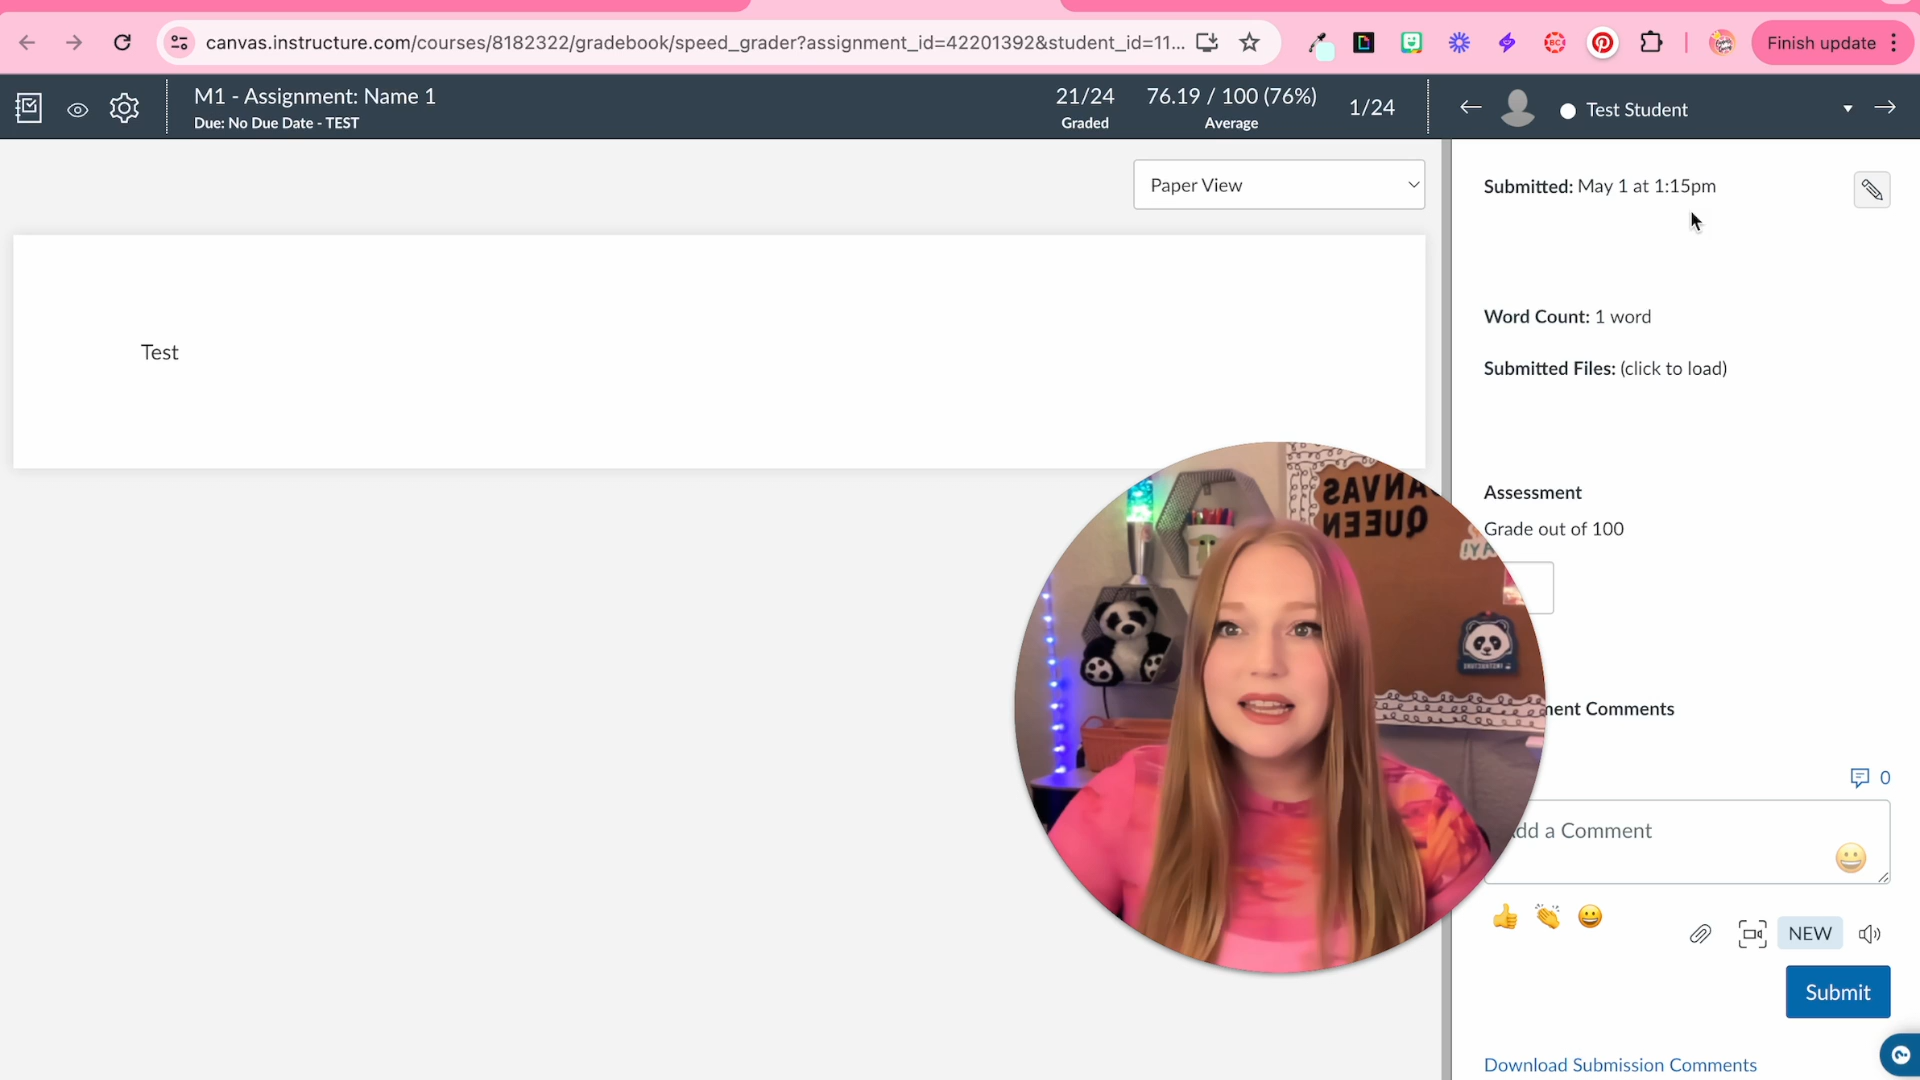 canvas.instructure.com/courses/8182322/gradebook/speed_grader?assignment_id=42201392&student_id=11...
Finish update
M1 - Assignment: Name 1
Due: No Due Date - TEST
21/24
Graded
76.19 / 100 (76%)
Average
1/24
Test Student
Paper View
Submitted: May 1 at 1:15pm
Test
Word Count: 1 word
Submitted Files: (click to load)
CANVAS
QUEEN
Assessment
Grade out of 100
ment Comments
0
dd a Comment
NEW
Submit
Download Submission Comments